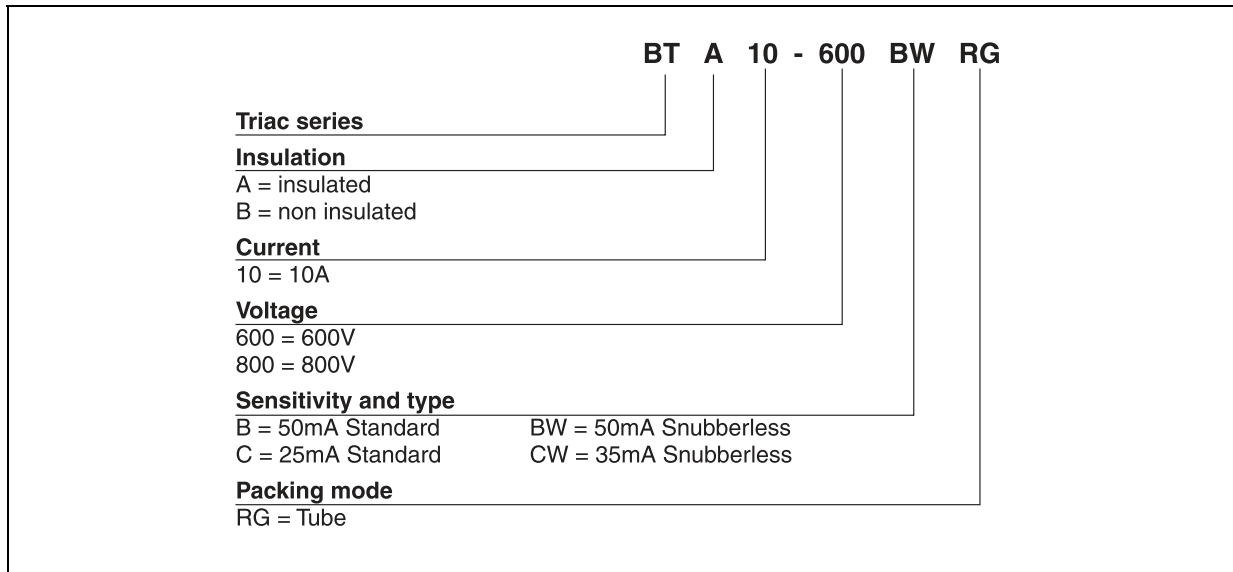 BT A 10 - 600 BW RG
Triac series
Insulation
A = insulated
B = non insulated
Current
10 = 10A
Voltage
600 = 600V
800 = 800V
Sensitivity and type
B = 50mA Standard BW = 50mA Snubberless
C = 25mA Standard CW = 35mA Snubberless
Packing mode
RG = Tube